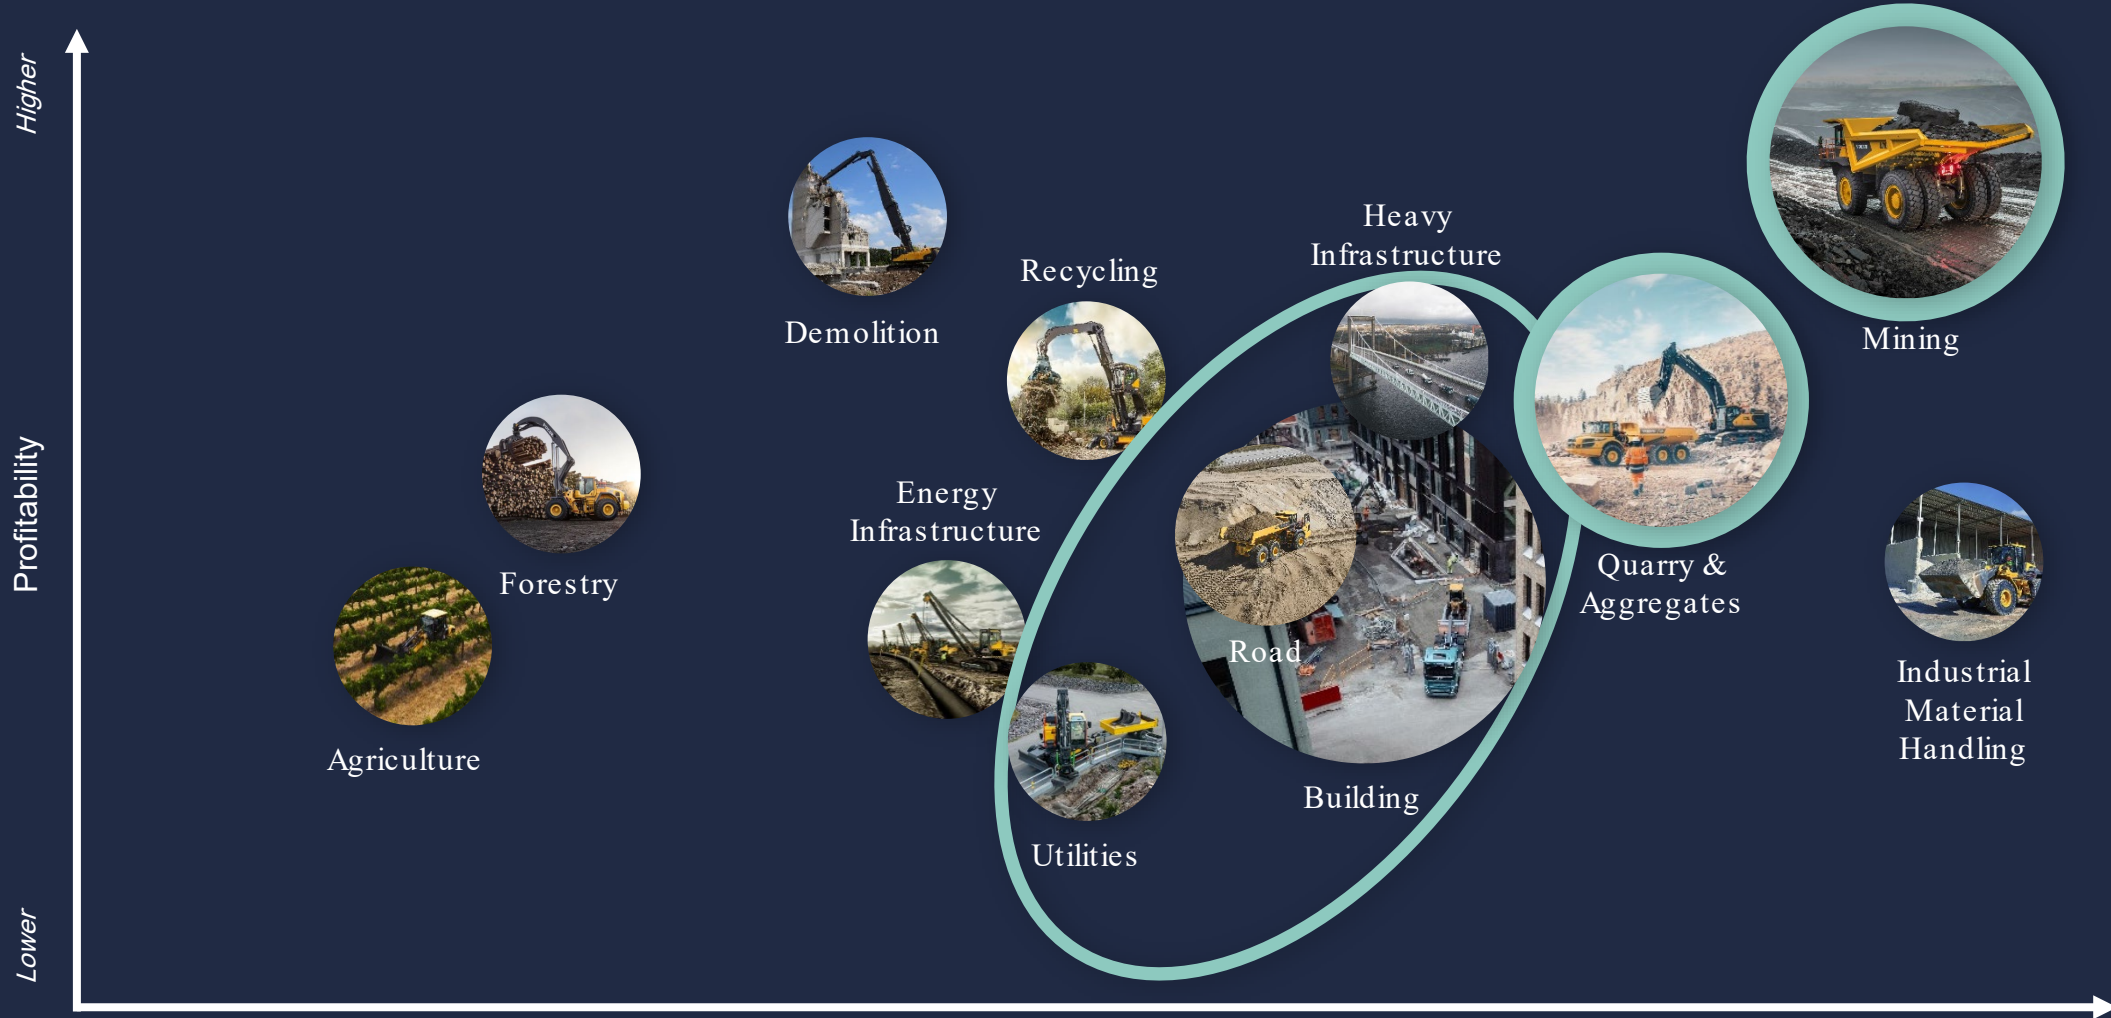 Higher
Profitability
Lower
Demolition
Recycling
Heavy
Infrastructure
Mining
Forestry
Energy
Infrastructure
Quarry &
Aggregates
Agriculture
Road
Industrial
Material
Handling
Building
Utilities